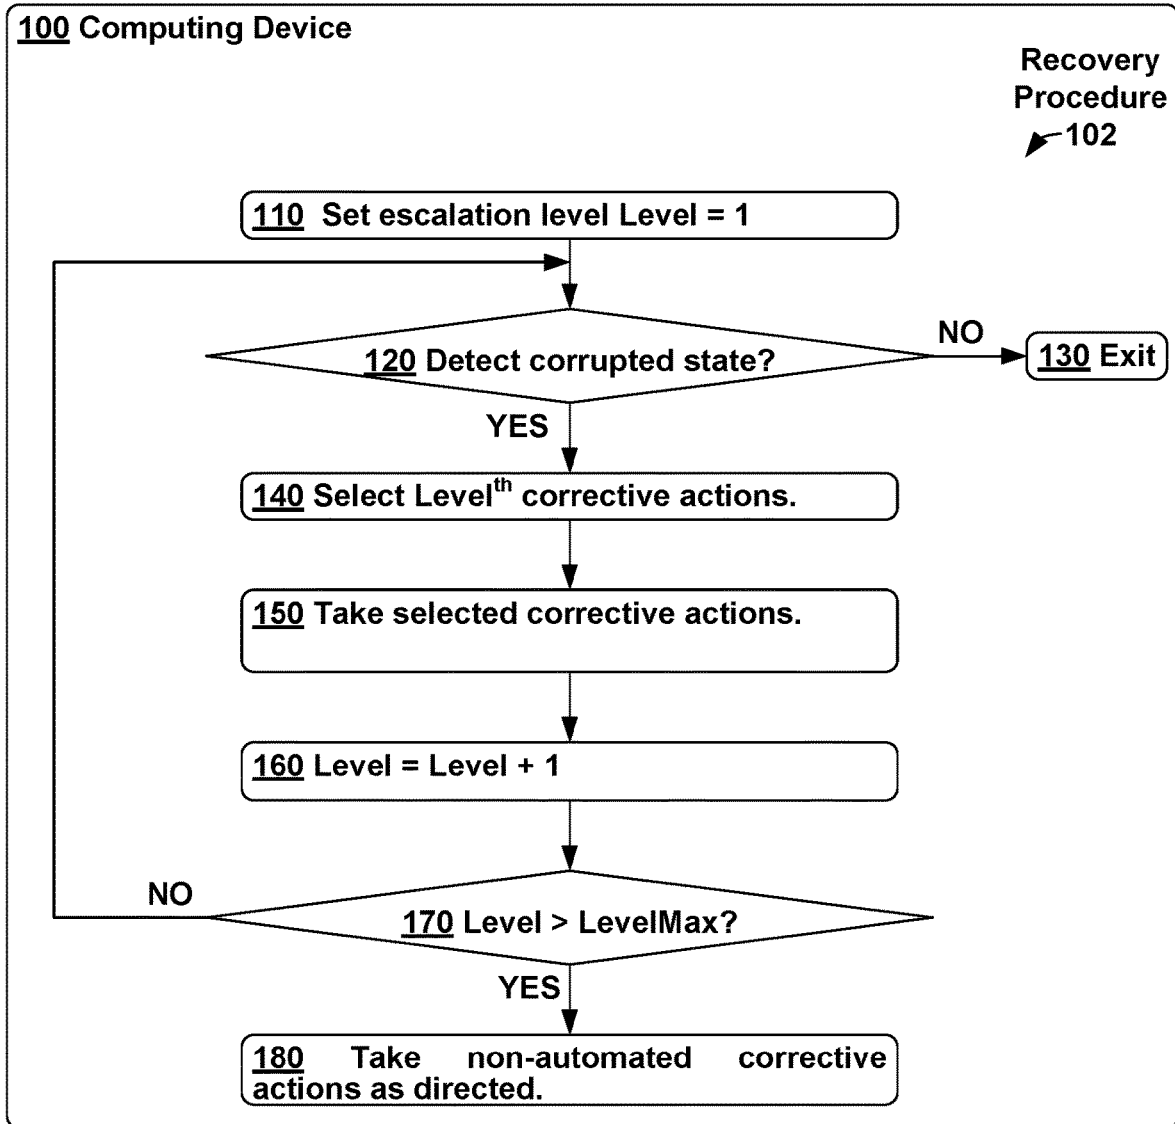 100 Computing Device
Recovery
Procedure
102
110 Set escalation level Level = 1
120 Detect corrupted state?
NO
130 Exit
YES
140 Select Levelth corrective actions.
150 Take selected corrective actions.
160 Level = Level + 1
NO
170 Level > LevelMax?
YES
180 Take non-automated corrective
actions as directed.